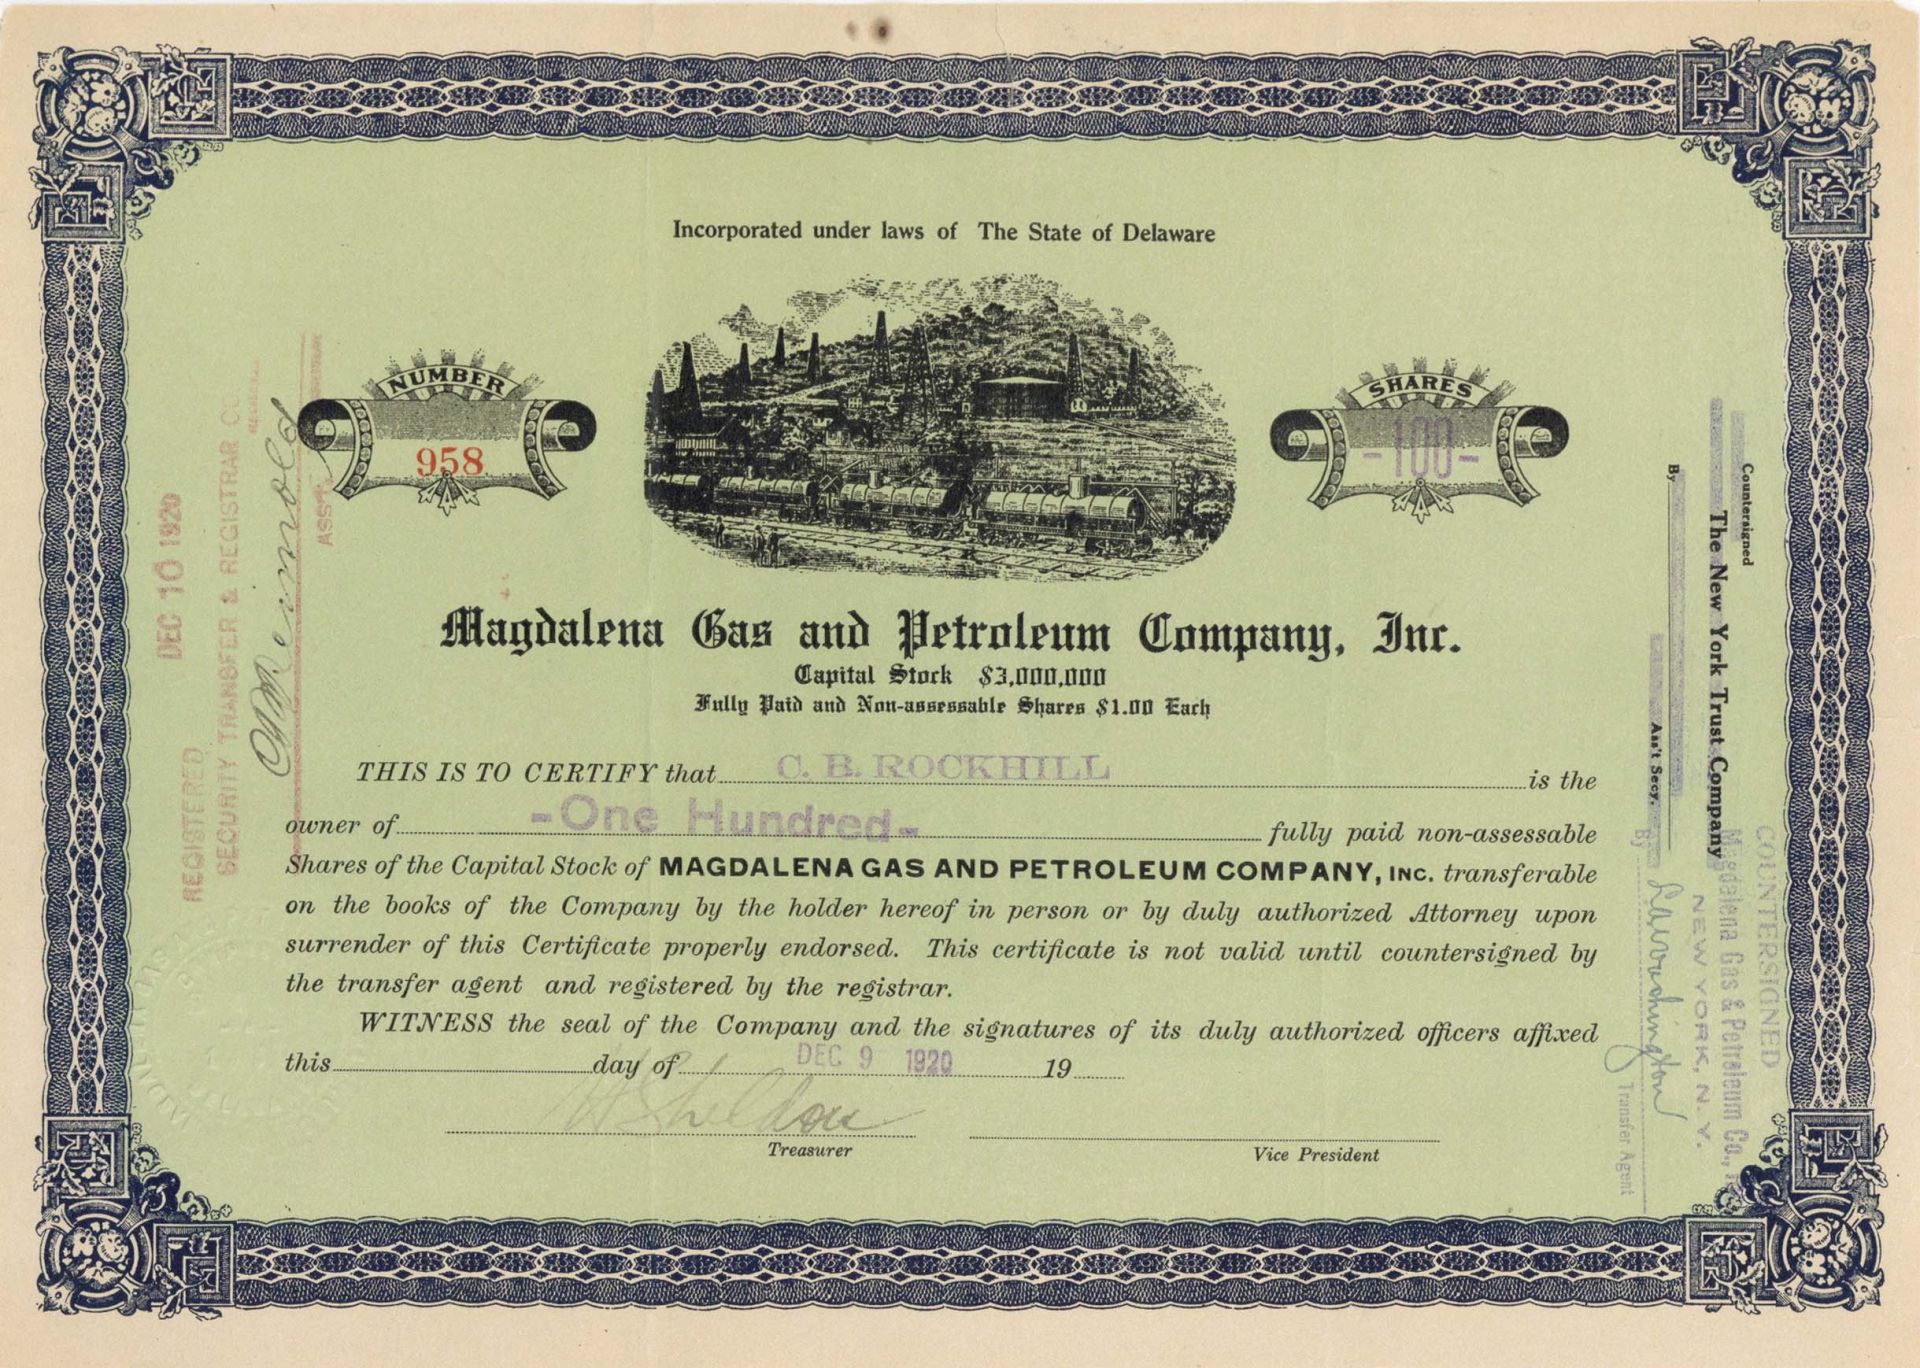 Incorporated under laws of The State of Delaware
NUMBER
958
SHARES
-100-
Magdalena Gas and Petroleum Company, Inc.
Capital Stock $3,000,000
Fully Paid and Non-assessable Shares $1.00 Each
THIS IS TO CERTIFY that C. B. ROCKHILL is the
owner of -One Hundred- fully paid non-assessable
Shares of the Capital Stock of MAGDALENA GAS AND PETROLEUM COMPANY, INC. transferable
on the books of the Company by the holder hereof in person or by duly authorized Attorney upon
surrender of this Certificate properly endorsed. This certificate is not valid until countersigned by
the transfer agent and registered by the registrar.
WITNESS the seal of the Company and the signatures of its duly authorized officers affixed
this day of DEC 9 1920 19
Sheldon
Treasurer
Vice President
DEC 10 1920
REGISTERED
SECURITY TRANSFER & REGISTRAR CO
ASST
Countersigned
The New York Trust Company
By
Ass't Secy.
COUNTERSIGNED
Magdalena Gas & Petroleum Co.,
NEW YORK, N. Y.
By
Transfer Agent